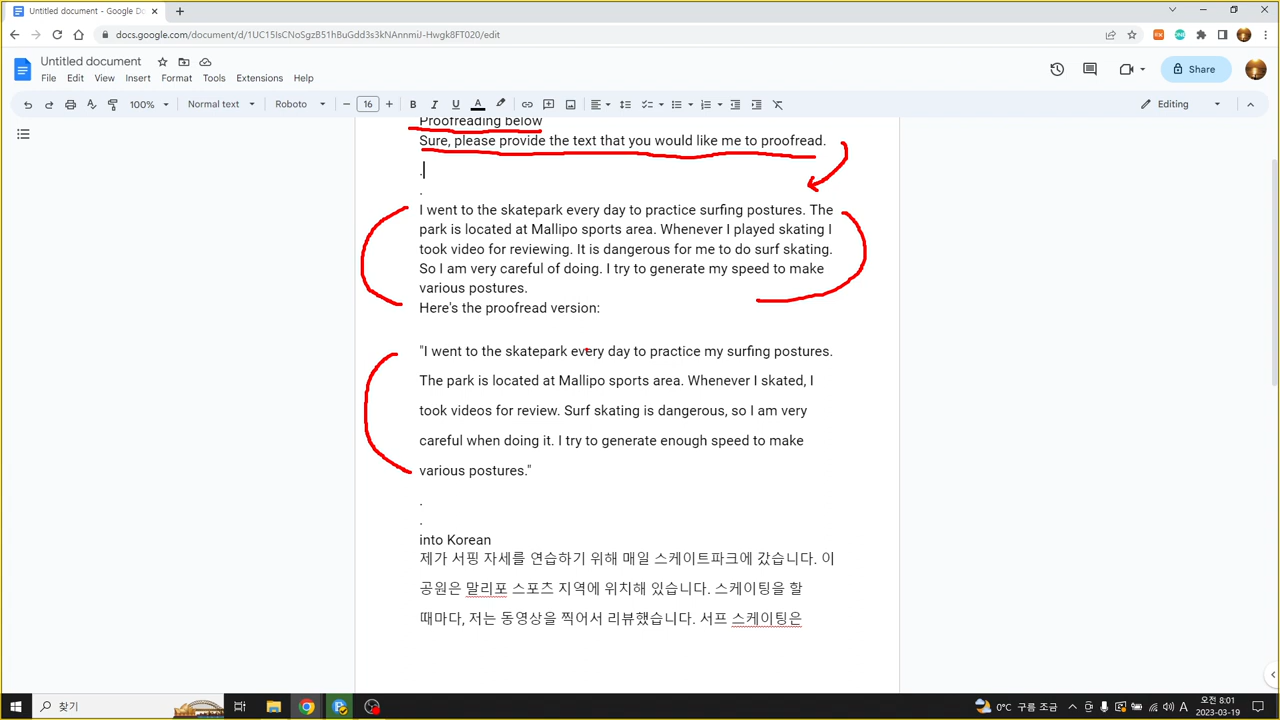 Untitled document - Google Do
docs.google.com/document/d/1UC15IsCNoSgzB51hBuGdd3s3kNAnnmiJ-Hwgk8FT020/edit
Untitled document
File Edit View Insert Format Tools Extensions Help
Share
100% Normal text Roboto 16 B I U A Editing
Proofreading below
Sure, please provide the text that you would like me to proofread.
.
.
I went to the skatepark every day to practice surfing postures. The
park is located at Mallipo sports area. Whenever I played skating I
took video for reviewing. It is dangerous for me to do surf skating.
So I am very careful of doing. I try to generate my speed to make
various postures.
Here's the proofread version:
"I went to the skatepark every day to practice my surfing postures.
The park is located at Mallipo sports area. Whenever I skated, I
took videos for review. Surf skating is dangerous, so I am very
careful when doing it. I try to generate enough speed to make
various postures."
.
.
into Korean
제가 서핑 자세를 연습하기 위해 매일 스케이트파크에 갔습니다. 이
공원은 말리포 스포츠 지역에 위치해 있습니다. 스케이팅을 할
때마다, 저는 동영상을 찍어서 리뷰했습니다. 서프 스케이팅은
찾기
0℃ 구름 조금 A 오전 8:01
2023-03-19